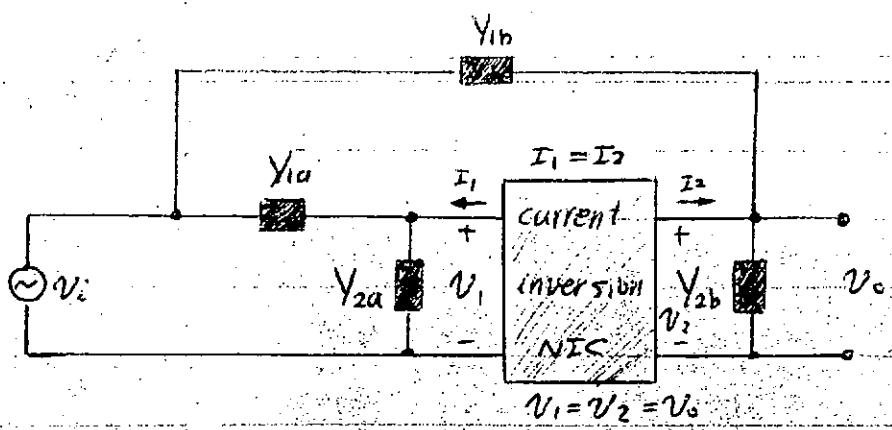 Y1b
Y1a
I1 = I2
I1
I2
current
+
+
vi
Y2a
V1
inversion
Y2b
vo
V2
-
NIC
-
V1 = V2 = Vo